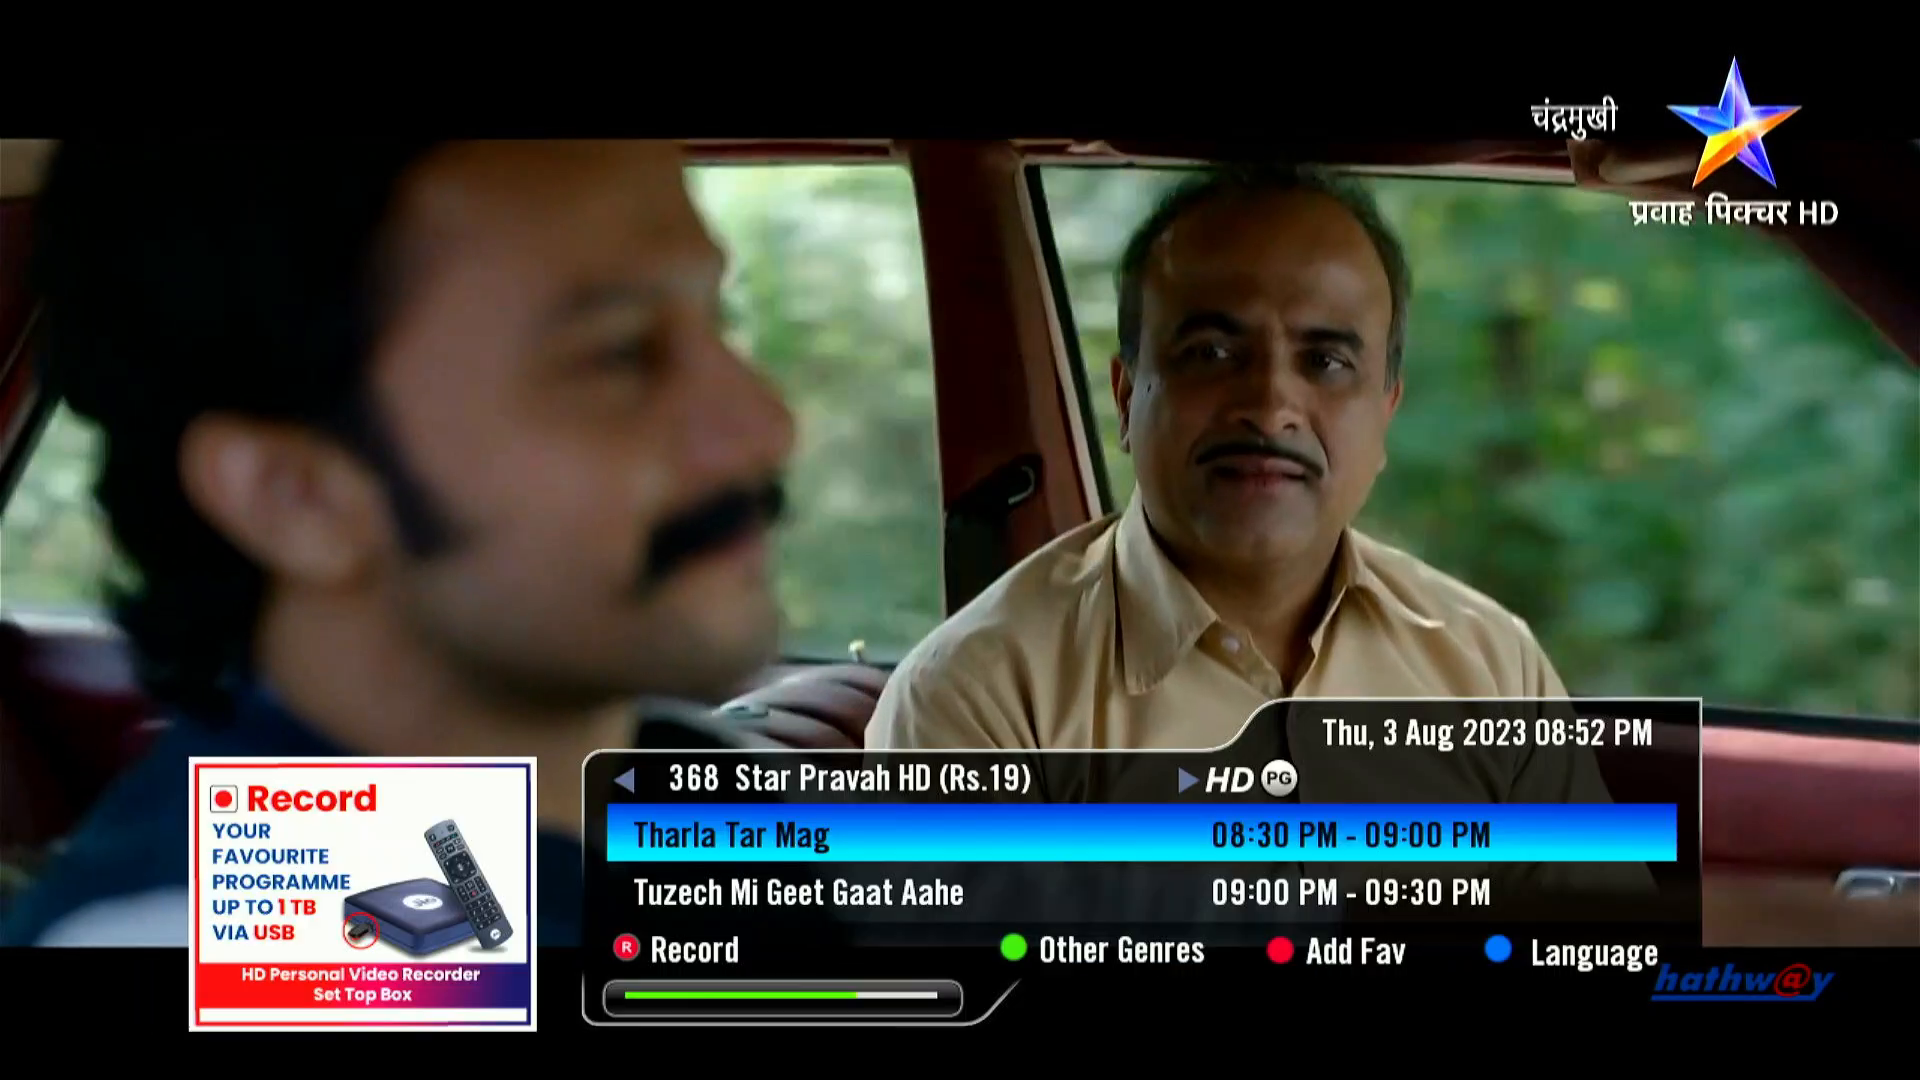 चंद्रमुखी
प्रवाह पिक्चर HD
Thu, 3 Aug 2023 08:52 PM
368 Star Pravah HD (Rs.19)
HD PG
Tharla Tar Mag 08:30 PM - 09:00 PM
Tuzech Mi Geet Gaat Aahe 09:00 PM - 09:30 PM
R Record Other Genres Add Fav Language
hathw@y
Record
YOUR
FAVOURITE
PROGRAMME
UP TO 1 TB
VIA USB
HD Personal Video Recorder
Set Top Box